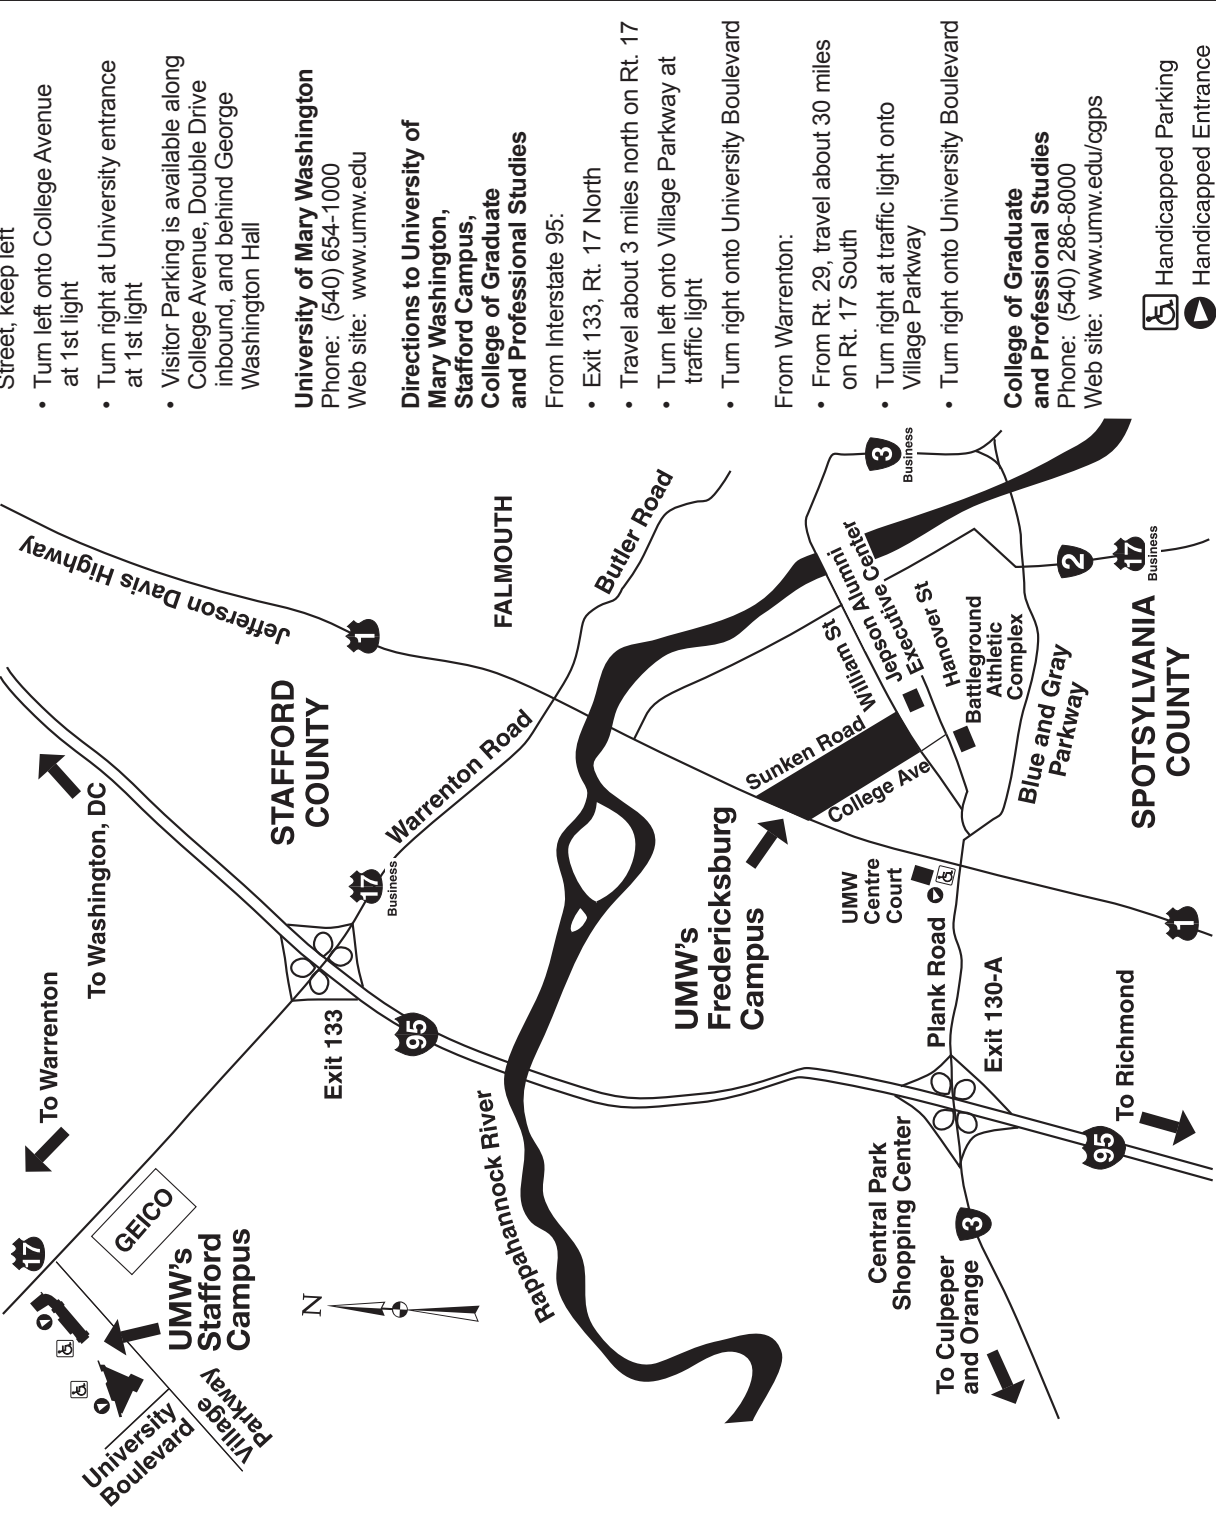 Street, keep left
• Turn left onto College Avenue
at 1st light
• Turn right at University entrance
at 1st light
• Visitor Parking is available along
College Avenue, Double Drive
inbound, and behind George
Washington Hall
University of Mary Washington
Phone: (540) 654-1000
Web site: www.umw.edu
Directions to University of
Mary Washington,
Stafford Campus,
College of Graduate
and Professional Studies
From Interstate 95:
• Exit 133, Rt. 17 North
• Travel about 3 miles north on Rt. 17
• Turn left onto Village Parkway at
traffic light
• Turn right onto University Boulevard
From Warrenton:
• From Rt. 29, travel about 30 miles
on Rt. 17 South
• Turn right at traffic light onto
Village Parkway
• Turn right onto University Boulevard
College of Graduate
and Professional Studies
Phone: (540) 286-8000
Web site: www.umw.edu/cgps
Handicapped Parking
Handicapped Entrance
17
To Warrenton
To Washington, DC
Jefferson Davis Highway
1
GEICO
UMW's
Stafford
Campus
University
Boulevard
Village
Parkway
N
Exit 133
95
17
Business
STAFFORD
COUNTY
Warrenton Road
FALMOUTH
Butler Road
Rappahannock River
UMW's
Fredericksburg
Campus
Sunken Road
College Ave
William St
Jepson Alumni
Executive Center
Hanover St
Battleground
Athletic
Complex
3
Business
2
17
Business
Blue and Gray
Parkway
SPOTSYLVANIA
COUNTY
UMW
Centre
Court
Plank Road
Exit 130-A
1
Central Park
Shopping Center
3
To Culpeper
and Orange
95
To Richmond